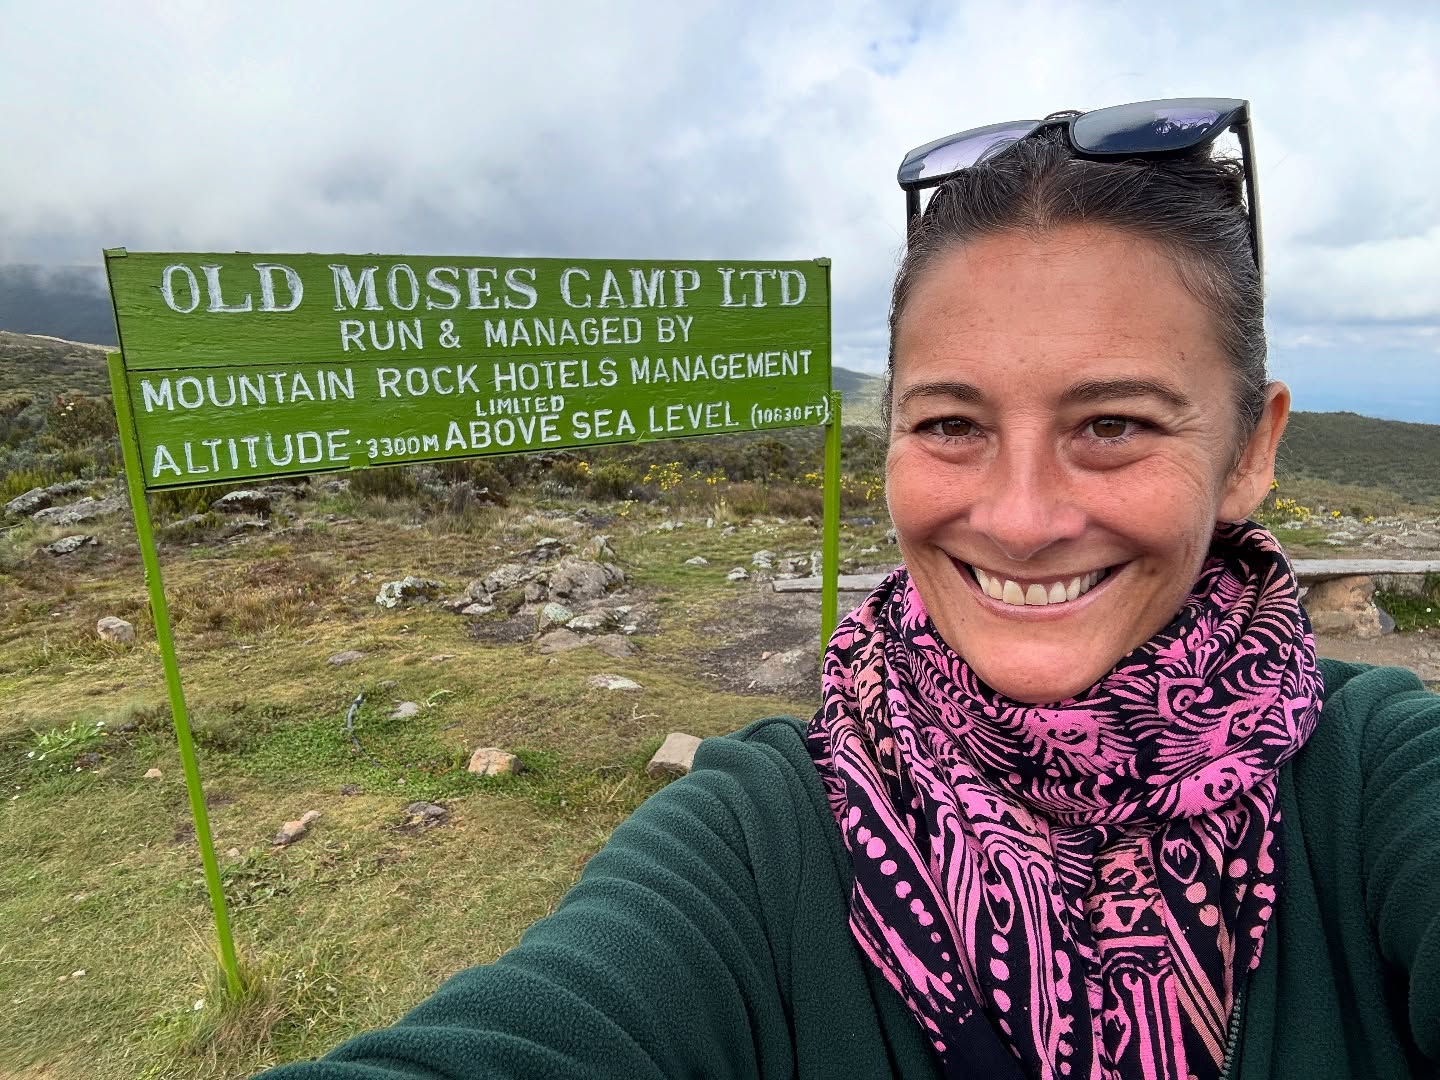 OLD MOSES CAMP LTD
RUN & MANAGED BY
MOUNTAIN ROCK HOTELS MANAGEMENT
LIMITED
ALTITUDE: 3300M ABOVE SEA LEVEL (10830FT)